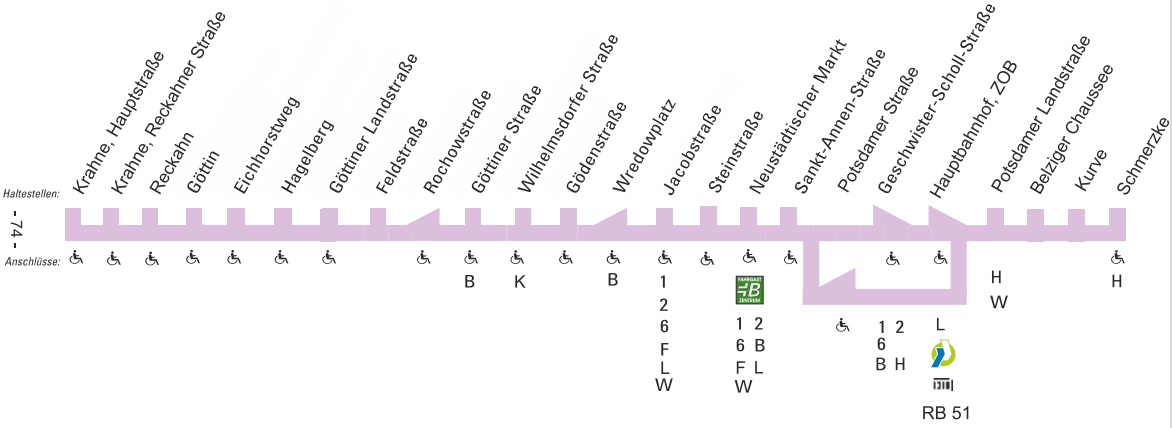 Krahne, Hauptstraße
Krahne, Reckahner Straße
Reckahn
Göttin
Eichhorstweg
Hagelberg
Göttiner Landstraße
Feldstraße
Rochowstraße
Göttiner Straße
Wilhelmsdorfer Straße
Gödenstraße
Wredowplatz
Jacobstraße
Steinstraße
Neustädtischer Markt
Sankt-Annen-Straße
Potsdamer Straße
Geschwister-Scholl-Straße
Hauptbahnhof, ZOB
Potsdamer Landstraße
Belziger Chaussee
Kurve
Schmerzke
Haltestellen:
- 74 -
Anschlüsse:
B
K
B
1
2
6
F
L
W
FAHRGAST
B
ZENTRUM
1 2
6 B
F L
W
1 2
6
B H
L
RB 51
H
W
H